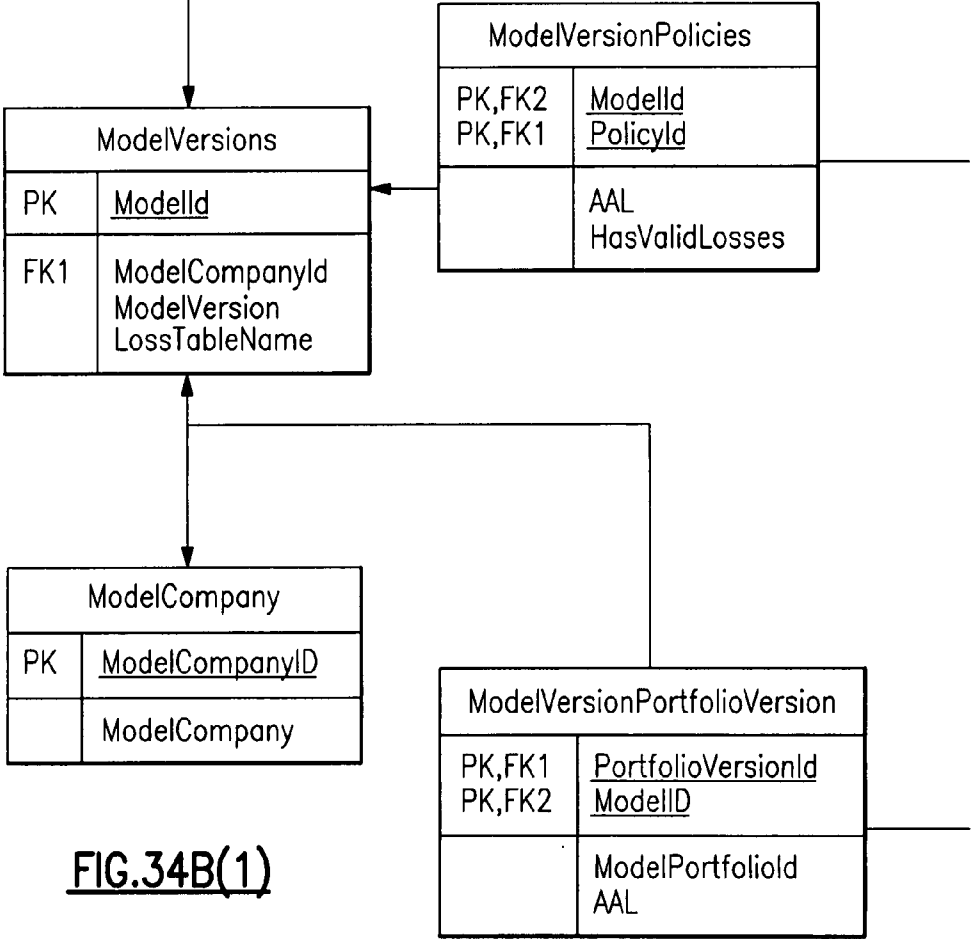 ModelVersionPolicies
PK,FK2 ModelId
PK,FK1 PolicyId
AAL
HasValidLosses
ModelVersions
PK ModelId
FK1 ModelCompanyId
ModelVersion
LossTableName
ModelCompany
PK ModelCompanyID
ModelCompany
ModelVersionPortfolioVersion
PK,FK1 PortfolioVersionId
PK,FK2 ModelID
ModelPortfolioId
AAL
FIG.34B(1)